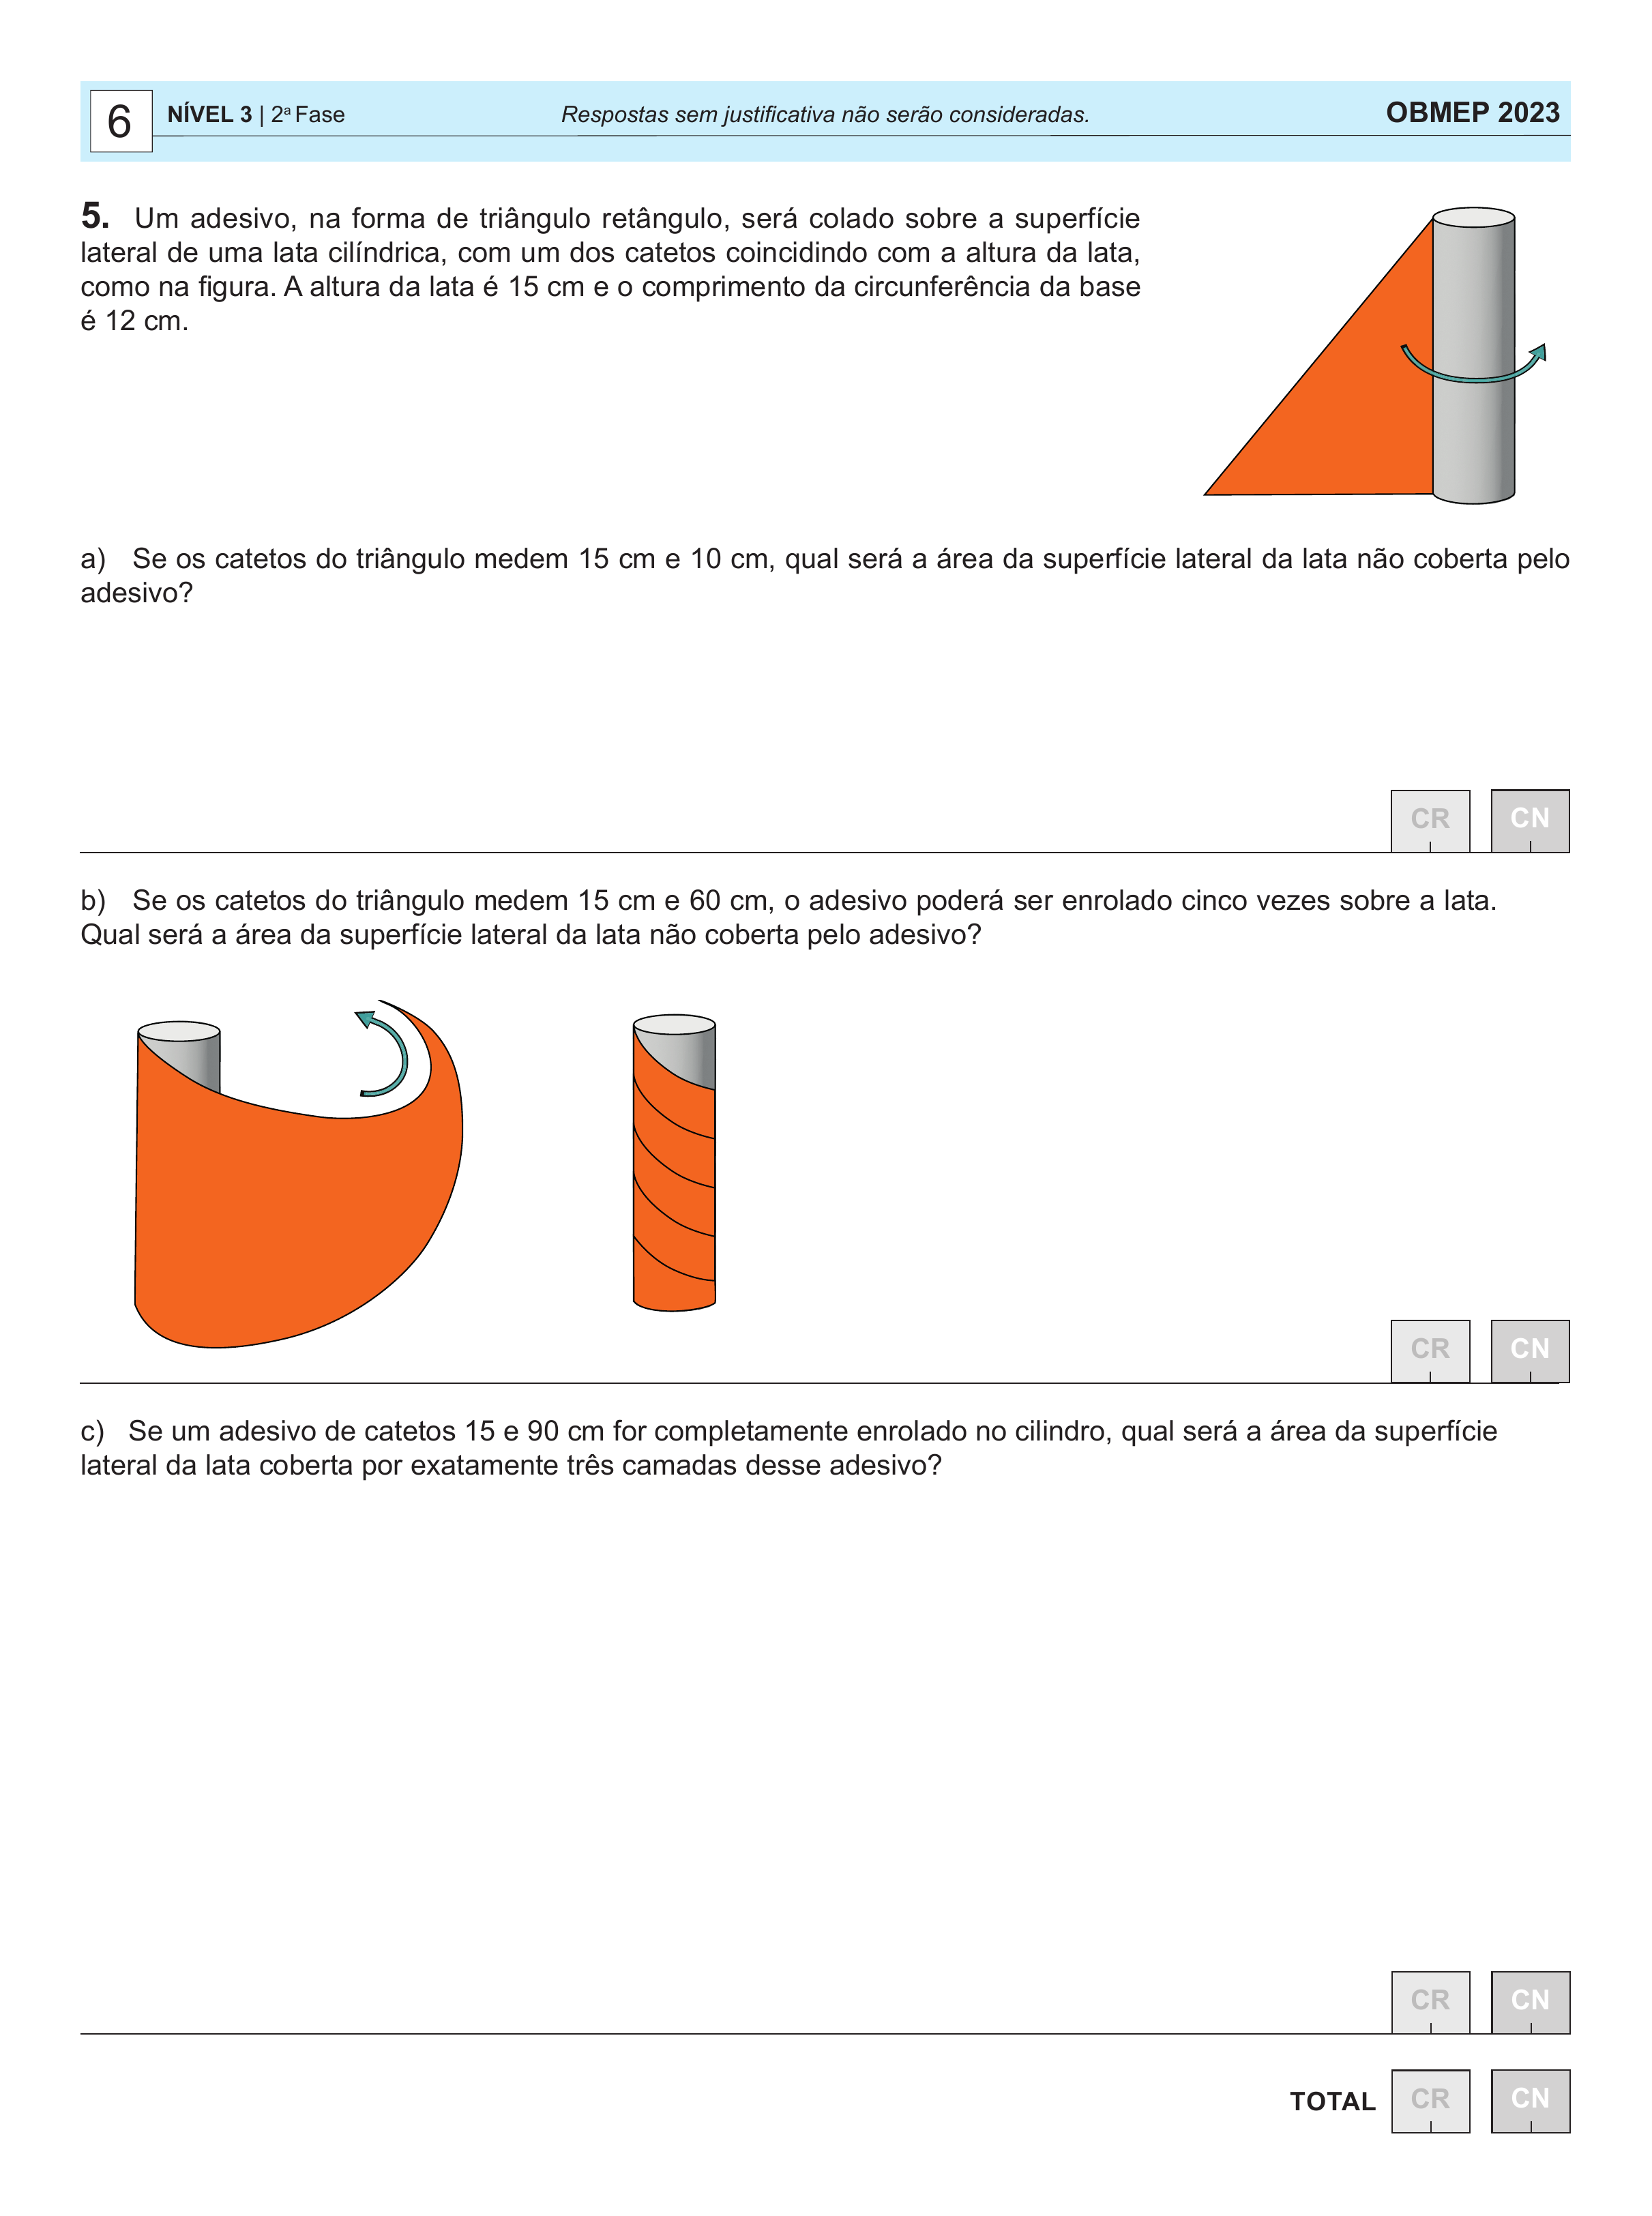 6 NÍVEL 3 | 2ª Fase Respostas sem justificativa não serão consideradas. OBMEP 2023
5. Um adesivo, na forma de triângulo retângulo, será colado sobre a superfície
lateral de uma lata cilíndrica, com um dos catetos coincidindo com a altura da lata,
como na figura. A altura da lata é 15 cm e o comprimento da circunferência da base
é 12 cm.
a) Se os catetos do triângulo medem 15 cm e 10 cm, qual será a área da superfície lateral da lata não coberta pelo
adesivo?
CR CN
b) Se os catetos do triângulo medem 15 cm e 60 cm, o adesivo poderá ser enrolado cinco vezes sobre a lata.
Qual será a área da superfície lateral da lata não coberta pelo adesivo?
CR CN
c) Se um adesivo de catetos 15 e 90 cm for completamente enrolado no cilindro, qual será a área da superfície
lateral da lata coberta por exatamente três camadas desse adesivo?
CR CN
TOTAL CR CN